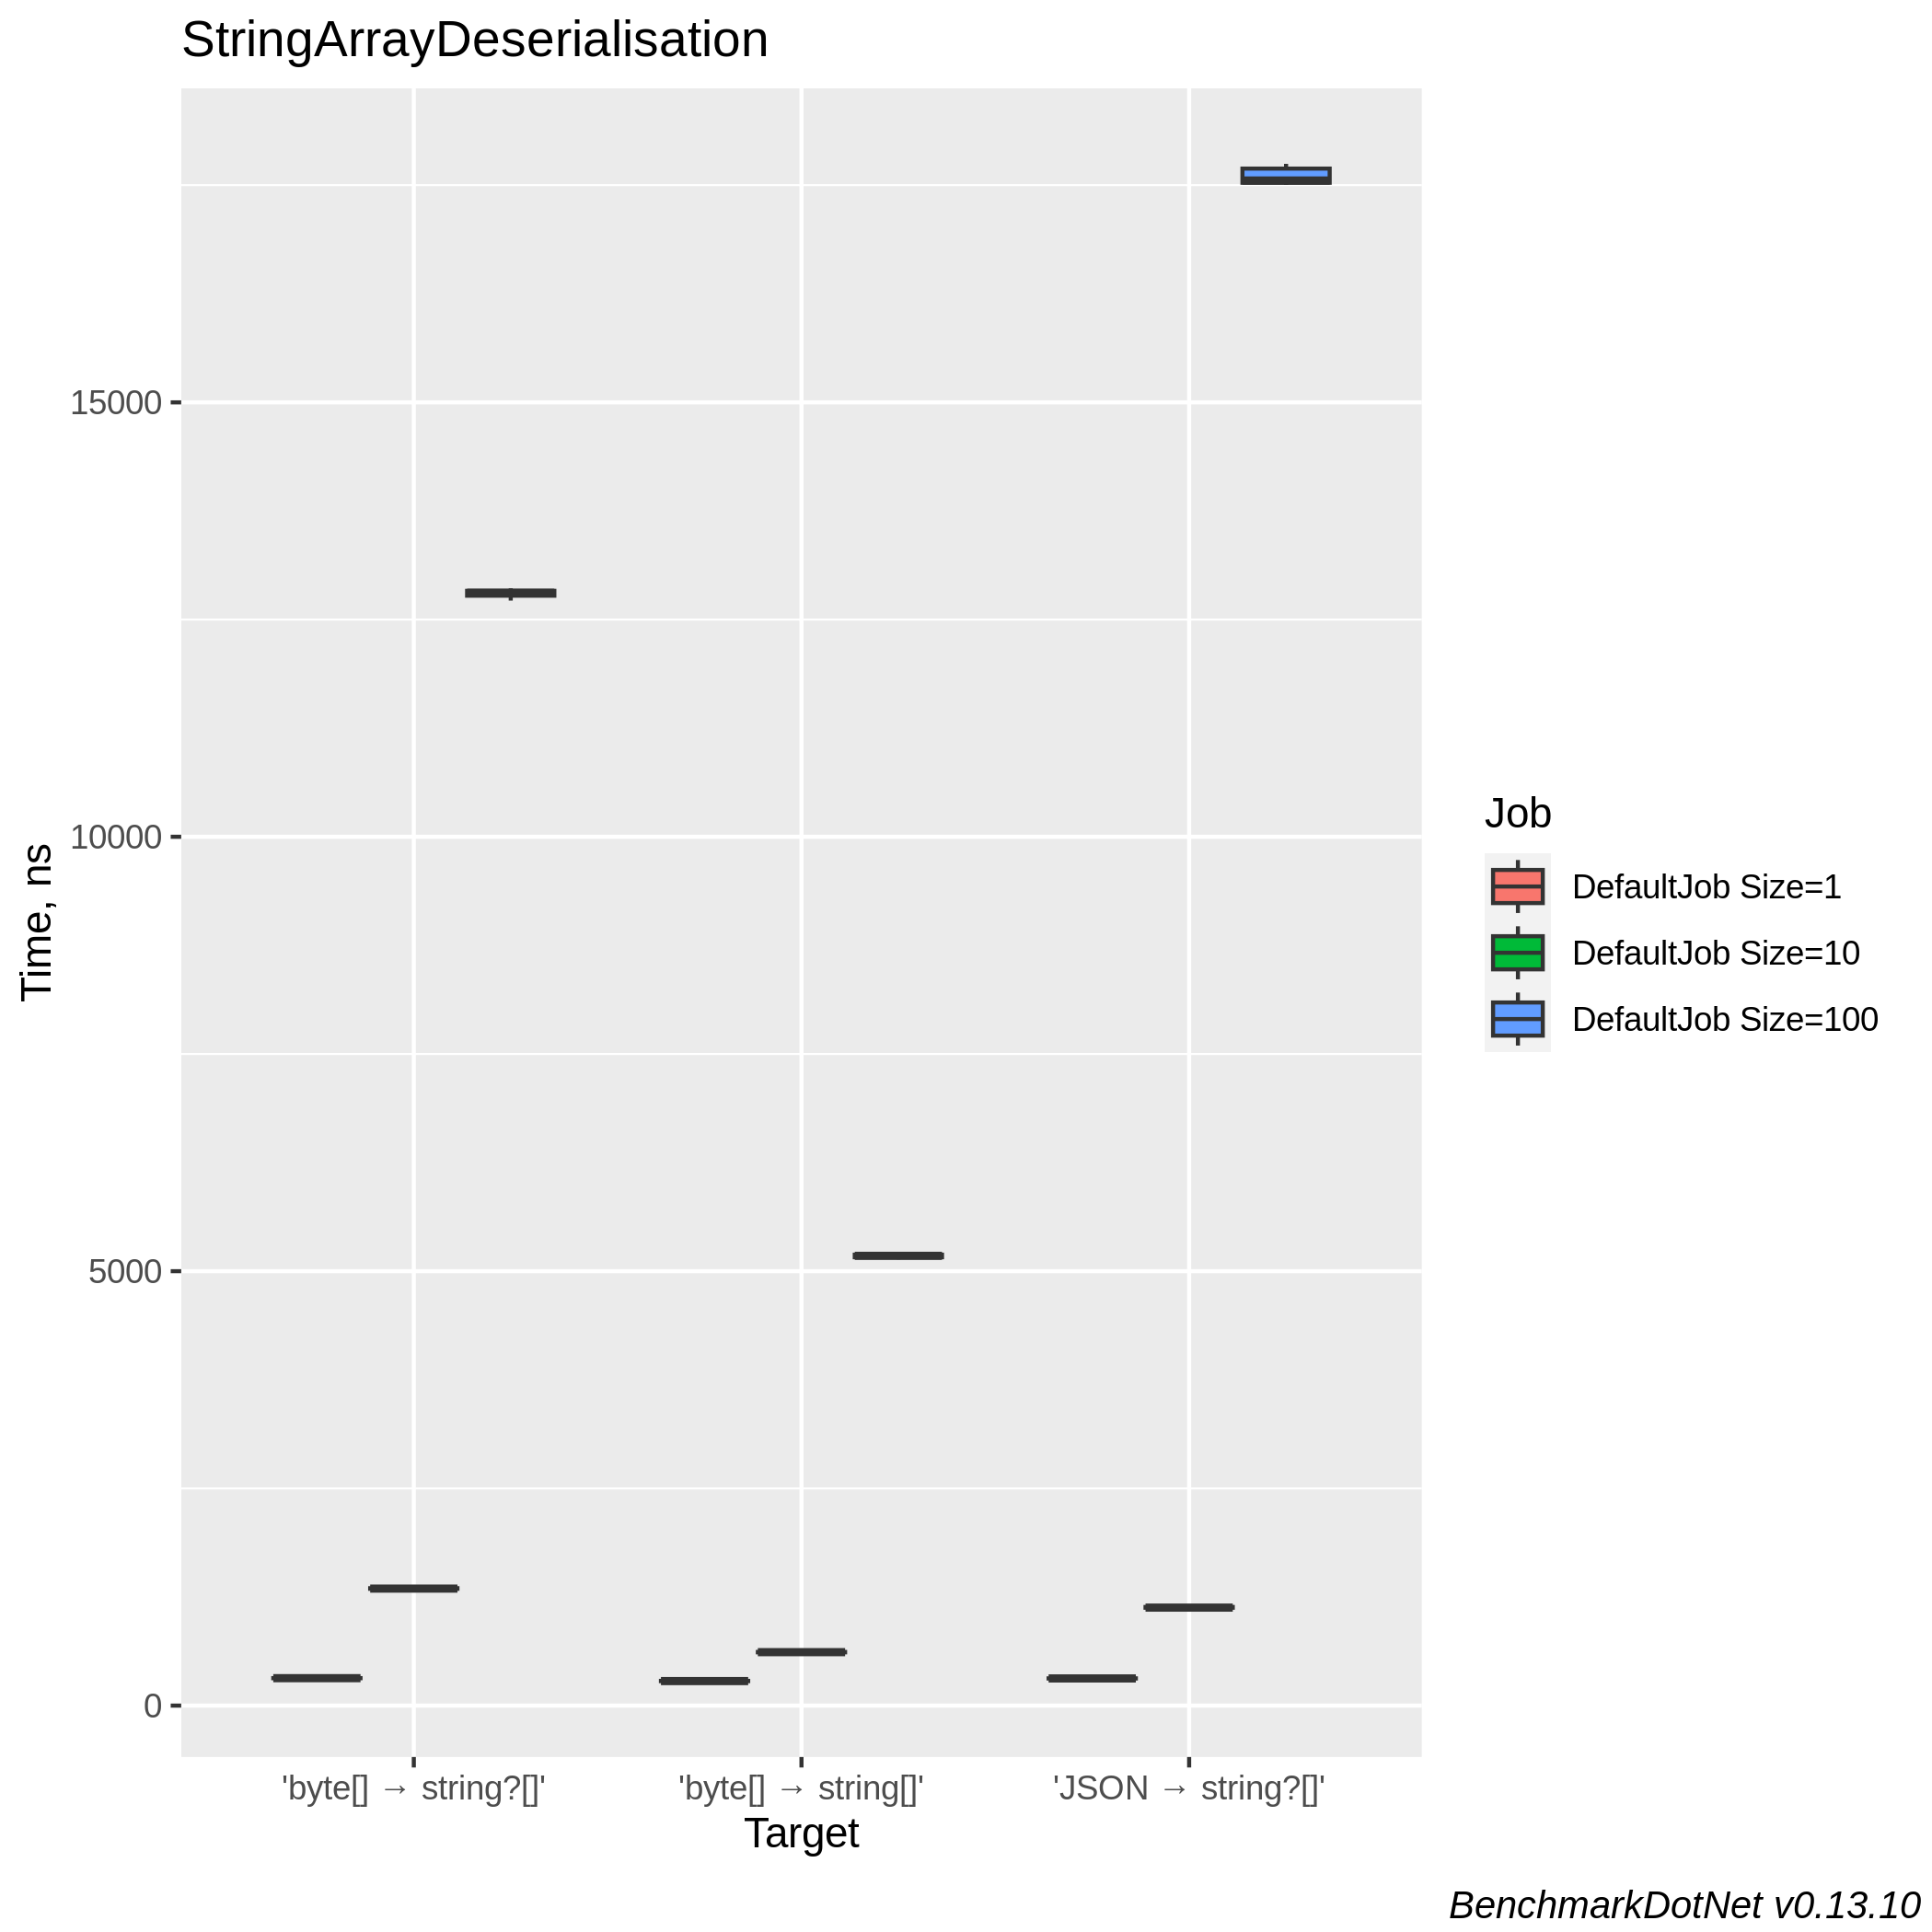 StringArrayDeserialisation
Time, ns
15000
10000
5000
0
'byte[] → string?[]'
'byte[] → string[]'
'JSON → string?[]'
Target
Job
DefaultJob Size=1
DefaultJob Size=10
DefaultJob Size=100
BenchmarkDotNet v0.13.10